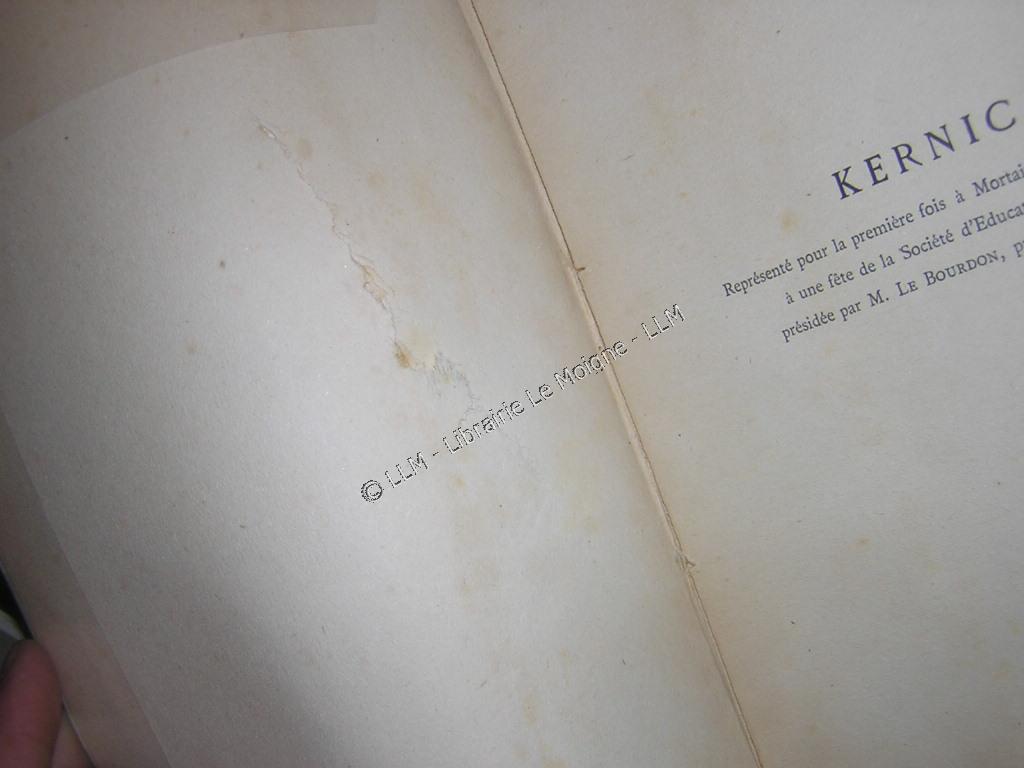 KERNIC
Représenté pour la première fois à
à une fête de la Société
présidée par M. LE BOURDON,
© LLM - Librairie Le Moigne - LLM